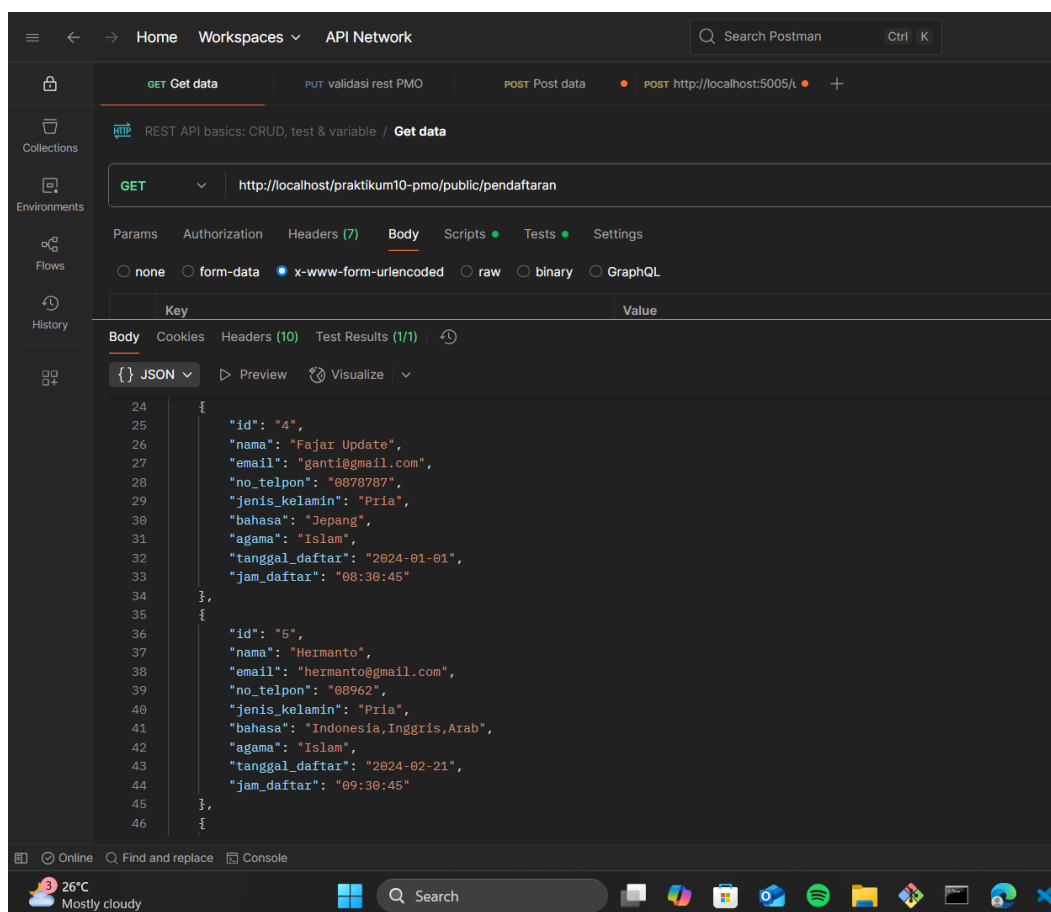 Home Workspaces API Network Search Postman Ctrl K
GET Get data PUT validasi rest PMO POST Post data POST http://localhost:5005/u
HTTP REST API basics: CRUD, test & variable / Get data
Collections
Environments
Flows
History
GET http://localhost/praktikum10-pmo/public/pendaftaran
Params Authorization Headers (7) Body Scripts Tests Settings
none form-data x-www-form-urlencoded raw binary GraphQL
Key Value
Body Cookies Headers (10) Test Results (1/1)
{} JSON Preview Visualize
24 {
25 "id": "4",
26 "nama": "Fajar Update",
27 "email": "ganti@gmail.com",
28 "no_telpon": "0878787",
29 "jenis_kelamin": "Pria",
30 "bahasa": "Jepang",
31 "agama": "Islam",
32 "tanggal_daftar": "2024-01-01",
33 "jam_daftar": "08:30:45"
34 },
35 {
36 "id": "5",
37 "nama": "Hermanto",
38 "email": "hermanto@gmail.com",
39 "no_telpon": "08962",
40 "jenis_kelamin": "Pria",
41 "bahasa": "Indonesia,Inggris,Arab",
42 "agama": "Islam",
43 "tanggal_daftar": "2024-02-21",
44 "jam_daftar": "09:30:45"
45 },
46 {
Online Find and replace Console
3 26°C
Mostly cloudy
Search